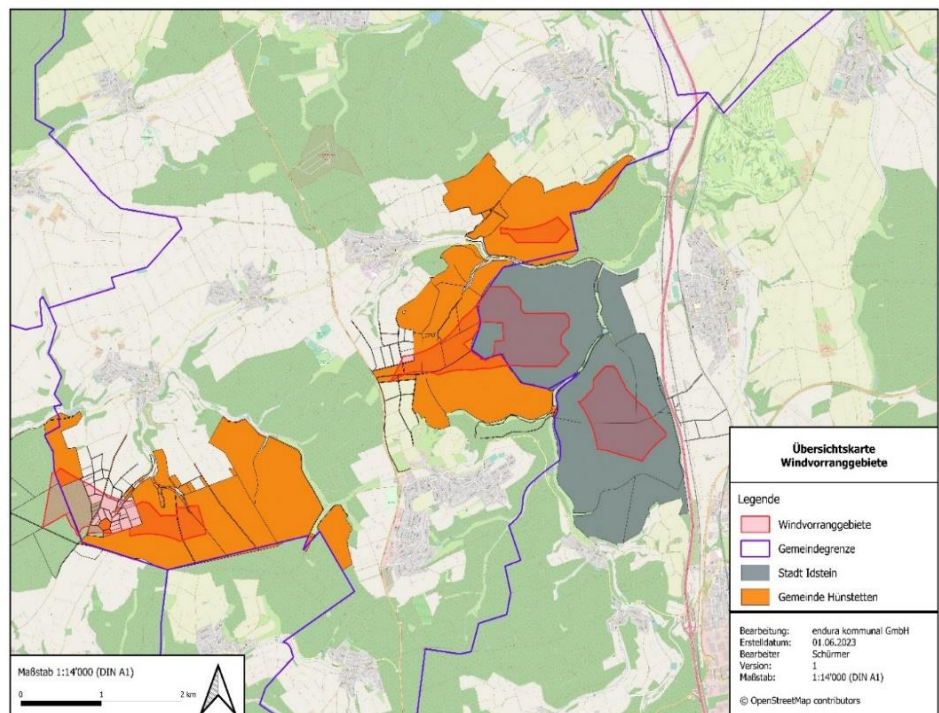 Übersichtskarte
Windvorranggebiete
Legende
Windvorranggebiete
Gemeindegrenze
Stadt Idstein
Gemeinde Hünstetten
Bearbeitung: endura kommunal GmbH
Erstelldatum: 01.06.2023
Bearbeiter Schürmer
Version: 1
Maßstab: 1:14'000 (DIN A1)
© OpenStreetMap contributors
Maßstab 1:14'000 (DIN A1)
0 1 2 km